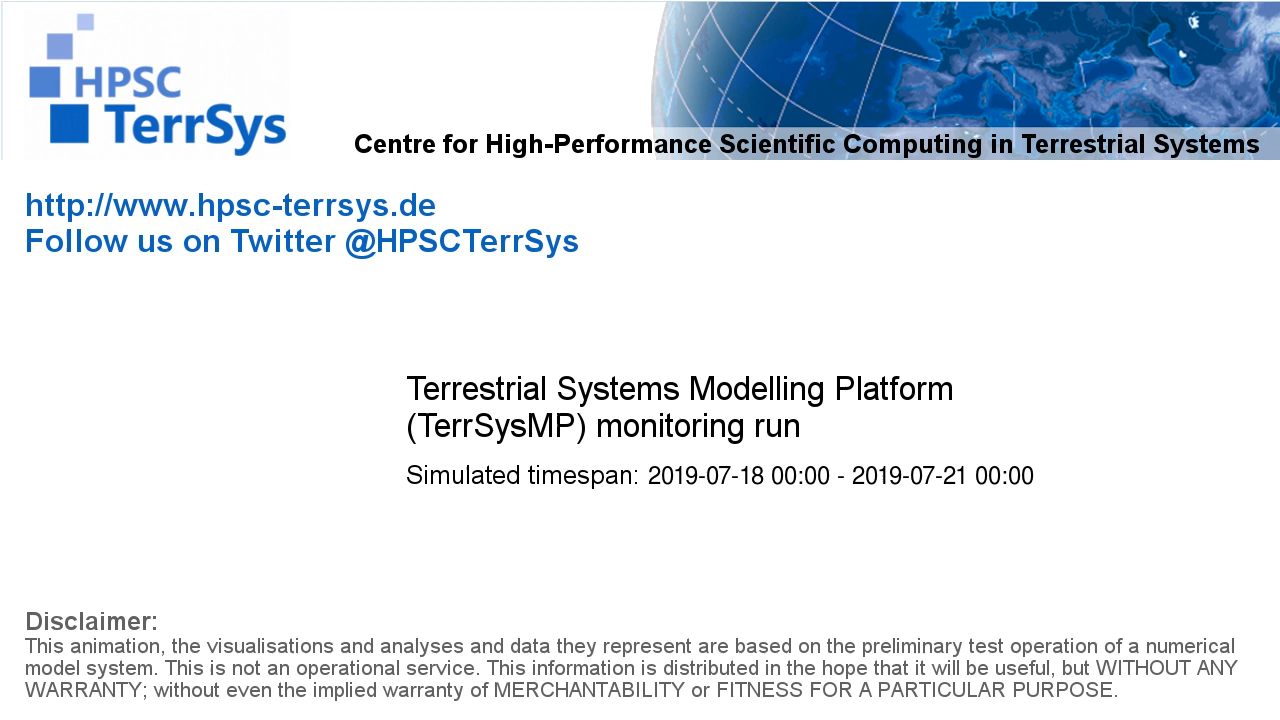 HPSC
TerrSys
Centre for High-Performance Scientific Computing in Terrestrial Systems
http://www.hpsc-terrsys.de
Follow us on Twitter @HPSCTerrSys
Terrestrial Systems Modelling Platform
(TerrSysMP) monitoring run
Simulated timespan: 2019-07-18 00:00 - 2019-07-21 00:00
Disclaimer:
This animation, the visualisations and analyses and data they represent are based on the preliminary test operation of a numerical
model system. This is not an operational service. This information is distributed in the hope that it will be useful, but WITHOUT ANY
WARRANTY; without even the implied warranty of MERCHANTABILITY or FITNESS FOR A PARTICULAR PURPOSE.